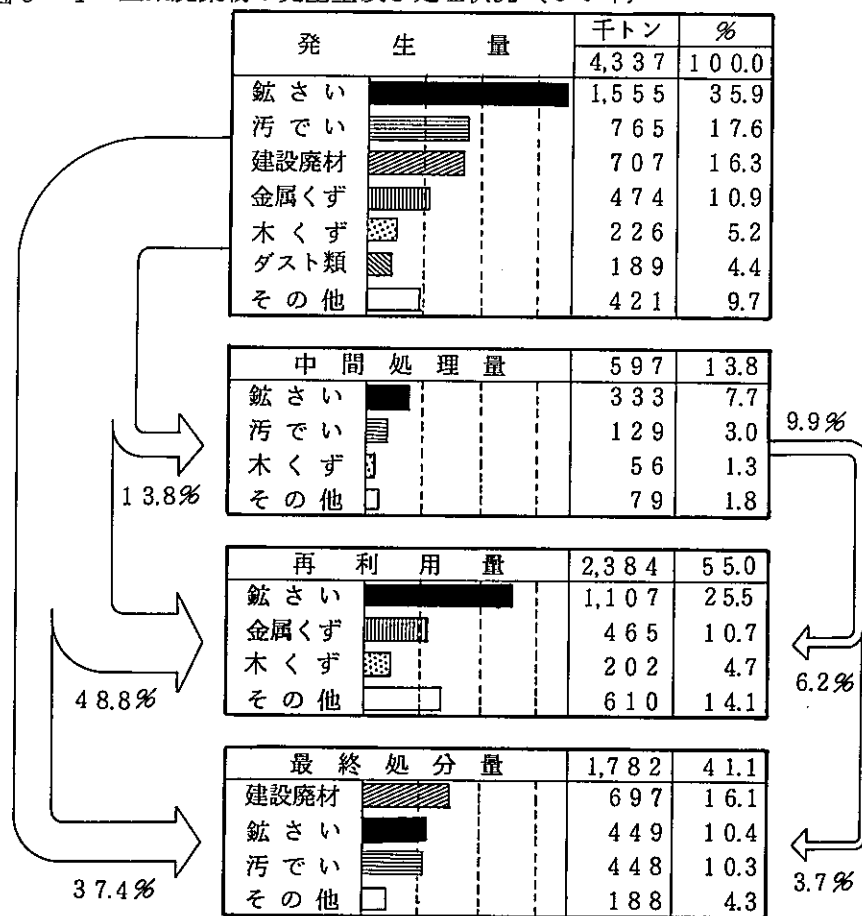 発生量 千トン %
4,337 100.0
鉱さい 1,555 35.9
汚でい 765 17.6
建設廃材 707 16.3
金属くず 474 10.9
木くず 226 5.2
ダスト類 189 4.4
その他 421 9.7
中間処理量 597 13.8
鉱さい 333 7.7
汚でい 129 3.0
木くず 56 1.3
その他 79 1.8
13.8%
9.9%
再利用量 2,384 55.0
鉱さい 1,107 25.5
金属くず 465 10.7
木くず 202 4.7
その他 610 14.1
48.8%
6.2%
最終処分量 1,782 41.1
建設廃材 697 16.1
鉱さい 449 10.4
汚でい 448 10.3
その他 188 4.3
37.4%
3.7%